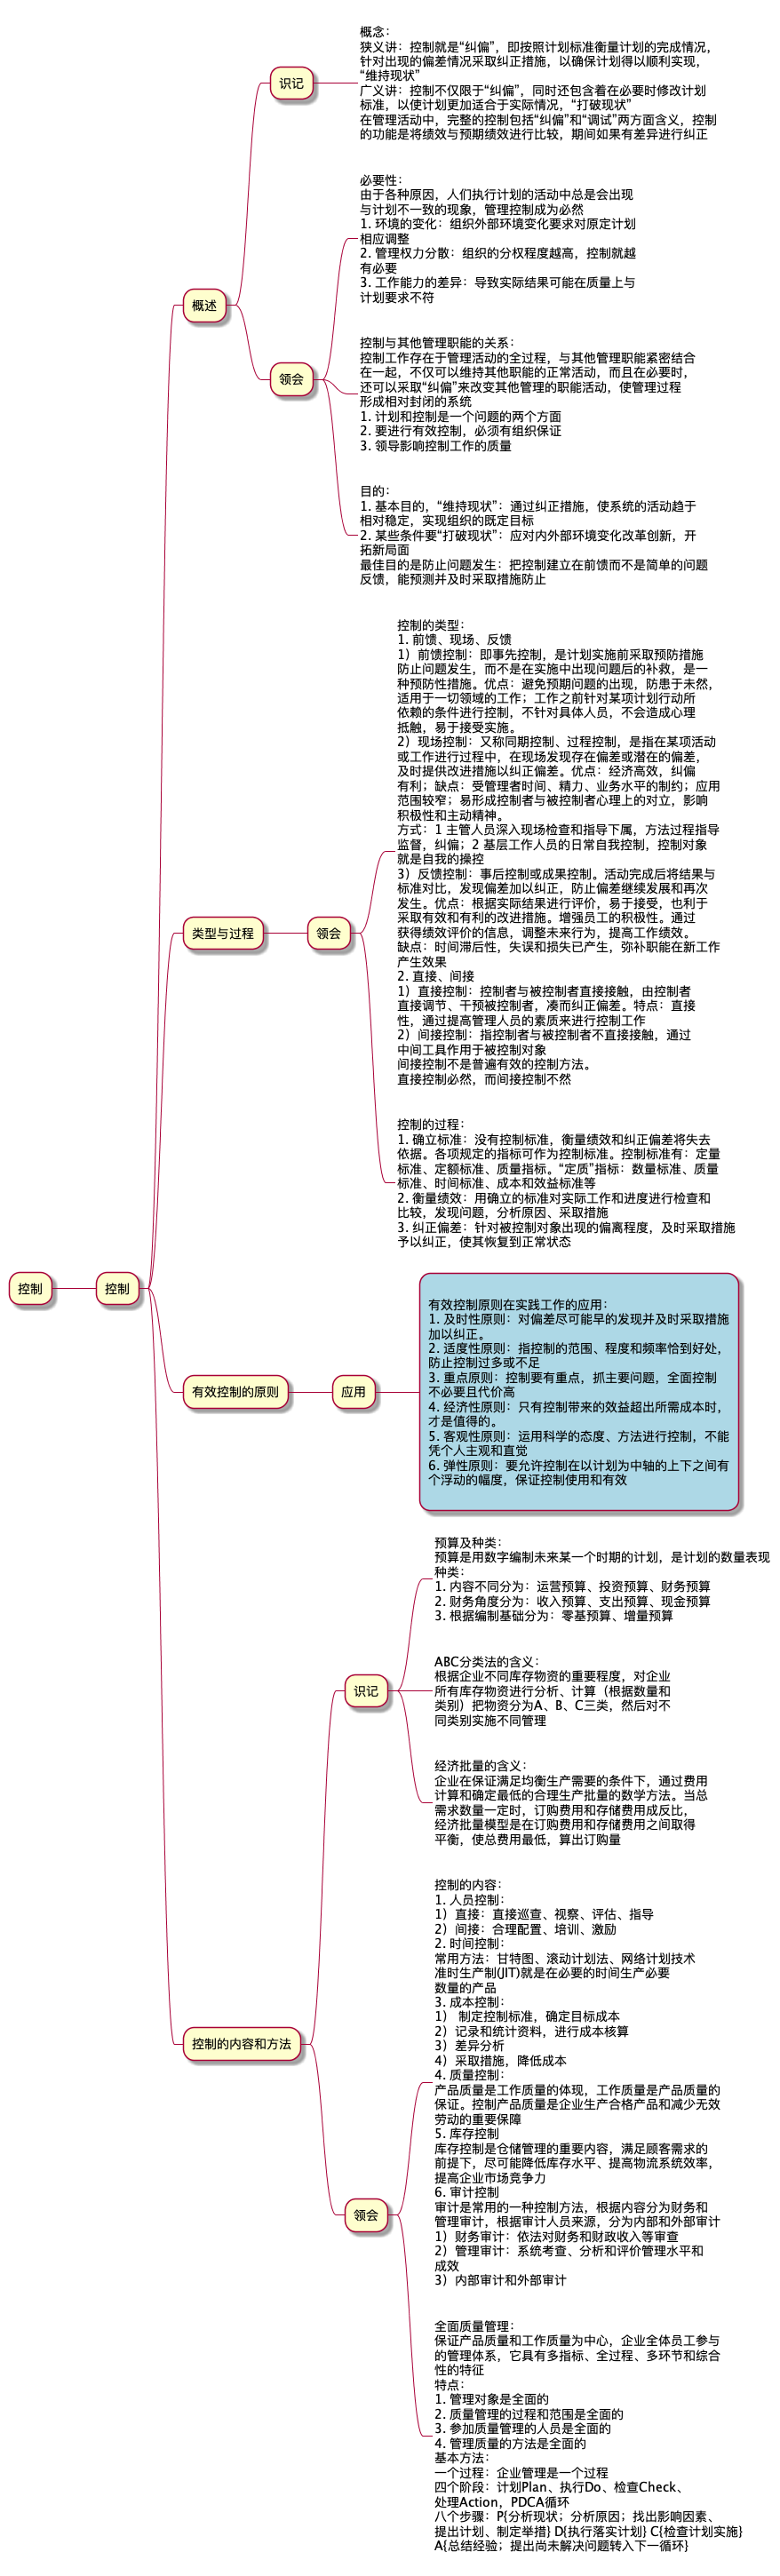 概念：
狭义讲：控制就是“纠偏”，即按照计划标准衡量计划的完成情况，
针对出现的偏差情况采取纠正措施，以确保计划得以顺利实现，
“维持现状”
广义讲：控制不仅限于“纠偏”，同时还包含着在必要时修改计划
标准，以使计划更加适合于实际情况，“打破现状”
在管理活动中，完整的控制包括“纠偏”和“调试”两方面含义，控制
的功能是将绩效与预期绩效进行比较，期间如果有差异进行纠正
识记
必要性：
由于各种原因，人们执行计划的活动中总是会出现
与计划不一致的现象，管理控制成为必然
1. 环境的变化：组织外部环境变化要求对原定计划
相应调整
2. 管理权力分散：组织的分权程度越高，控制就越
有必要
3. 工作能力的差异：导致实际结果可能在质量上与
计划要求不符
概述
控制与其他管理职能的关系：
控制工作存在于管理活动的全过程，与其他管理职能紧密结合
在一起，不仅可以维持其他职能的正常活动，而且在必要时，
还可以采取“纠偏”来改变其他管理的职能活动，使管理过程
形成相对封闭的系统
1. 计划和控制是一个问题的两个方面
2. 要进行有效控制，必须有组织保证
3. 领导影响控制工作的质量
领会
目的：
1. 基本目的，“维持现状”：通过纠正措施，使系统的活动趋于
相对稳定，实现组织的既定目标
2. 某些条件要“打破现状”：应对内外部环境变化改革创新，开
拓新局面
最佳目的是防止问题发生：把控制建立在前馈而不是简单的问题
反馈，能预测并及时采取措施防止
控制的类型：
1. 前馈、现场、反馈
1）前馈控制：即事先控制，是计划实施前采取预防措施
防止问题发生，而不是在实施中出现问题后的补救，是一
种预防性措施。优点：避免预期问题的出现，防患于未然，
适用于一切领域的工作；工作之前针对某项计划行动所
依赖的条件进行控制，不针对具体人员，不会造成心理
抵触，易于接受实施。
2）现场控制：又称同期控制、过程控制，是指在某项活动
或工作进行过程中，在现场发现存在偏差或潜在的偏差，
及时提供改进措施以纠正偏差。优点：经济高效，纠偏
有利；缺点：受管理者时间、精力、业务水平的制约；应用
范围较窄；易形成控制者与被控制者心理上的对立，影响
积极性和主动精神。
方式：1 主管人员深入现场检查和指导下属，方法过程指导
监督，纠偏；2 基层工作人员的日常自我控制，控制对象
就是自我的操控
3）反馈控制：事后控制或成果控制。活动完成后将结果与
标准对比，发现偏差加以纠正，防止偏差继续发展和再次
发生。优点：根据实际结果进行评价，易于接受，也利于
采取有效和有利的改进措施。增强员工的积极性。通过
获得绩效评价的信息，调整未来行为，提高工作绩效。
缺点：时间滞后性，失误和损失已产生，弥补职能在新工作
产生效果
2. 直接、间接
1）直接控制：控制者与被控制者直接接触，由控制者
直接调节、干预被控制者，凑而纠正偏差。特点：直接
性，通过提高管理人员的素质来进行控制工作
2）间接控制：指控制者与被控制者不直接接触，通过
中间工具作用于被控制对象
间接控制不是普遍有效的控制方法。
直接控制必然，而间接控制不然
类型与过程
领会
控制的过程：
1. 确立标准：没有控制标准，衡量绩效和纠正偏差将失去
依据。各项规定的指标可作为控制标准。控制标准有：定量
标准、定额标准、质量指标。“定质”指标：数量标准、质量
标准、时间标准、成本和效益标准等
2. 衡量绩效：用确立的标准对实际工作和进度进行检查和
比较，发现问题，分析原因、采取措施
3. 纠正偏差：针对被控制对象出现的偏离程度，及时采取措施
予以纠正，使其恢复到正常状态
控制
控制
有效控制原则在实践工作的应用：
1. 及时性原则：对偏差尽可能早的发现并及时采取措施
加以纠正。
2. 适度性原则：指控制的范围、程度和频率恰到好处，
防止控制过多或不足
3. 重点原则：控制要有重点，抓主要问题，全面控制
不必要且代价高
4. 经济性原则：只有控制带来的效益超出所需成本时，
才是值得的。
5. 客观性原则：运用科学的态度、方法进行控制，不能
凭个人主观和直觉
6. 弹性原则：要允许控制在以计划为中轴的上下之间有
个浮动的幅度，保证控制使用和有效
有效控制的原则
应用
预算及种类：
预算是用数字编制未来某一个时期的计划，是计划的数量表现
种类：
1. 内容不同分为：运营预算、投资预算、财务预算
2. 财务角度分为：收入预算、支出预算、现金预算
3. 根据编制基础分为：零基预算、增量预算
ABC分类法的含义：
根据企业不同库存物资的重要程度，对企业
所有库存物资进行分析、计算（根据数量和
类别）把物资分为A、B、C三类，然后对不
同类别实施不同管理
识记
经济批量的含义：
企业在保证满足均衡生产需要的条件下，通过费用
计算和确定最低的合理生产批量的数学方法。当总
需求数量一定时，订购费用和存储费用成反比，
经济批量模型是在订购费用和存储费用之间取得
平衡，使总费用最低，算出订购量
控制的内容：
1. 人员控制：
1）直接：直接巡查、视察、评估、指导
2）间接：合理配置、培训、激励
2. 时间控制：
常用方法：甘特图、滚动计划法、网络计划技术
准时生产制(JIT)就是在必要的时间生产必要
数量的产品
3. 成本控制：
1） 制定控制标准，确定目标成本
2）记录和统计资料，进行成本核算
3）差异分析
4）采取措施，降低成本
4. 质量控制：
产品质量是工作质量的体现，工作质量是产品质量的
保证。控制产品质量是企业生产合格产品和减少无效
劳动的重要保障
5. 库存控制
库存控制是仓储管理的重要内容，满足顾客需求的
前提下，尽可能降低库存水平、提高物流系统效率，
提高企业市场竞争力
6. 审计控制
审计是常用的一种控制方法，根据内容分为财务和
管理审计，根据审计人员来源，分为内部和外部审计
1）财务审计：依法对财务和财政收入等审查
2）管理审计：系统考查、分析和评价管理水平和
成效
3）内部审计和外部审计
控制的内容和方法
领会
全面质量管理：
保证产品质量和工作质量为中心，企业全体员工参与
的管理体系，它具有多指标、全过程、多环节和综合
性的特征
特点：
1. 管理对象是全面的
2. 质量管理的过程和范围是全面的
3. 参加质量管理的人员是全面的
4. 管理质量的方法是全面的
基本方法：
一个过程：企业管理是一个过程
四个阶段：计划Plan、执行Do、检查Check、
处理Action，PDCA循环
八个步骤：P{分析现状；分析原因；找出影响因素、
提出计划、制定举措} D{执行落实计划} C{检查计划实施}
A{总结经验；提出尚未解决问题转入下一循环}